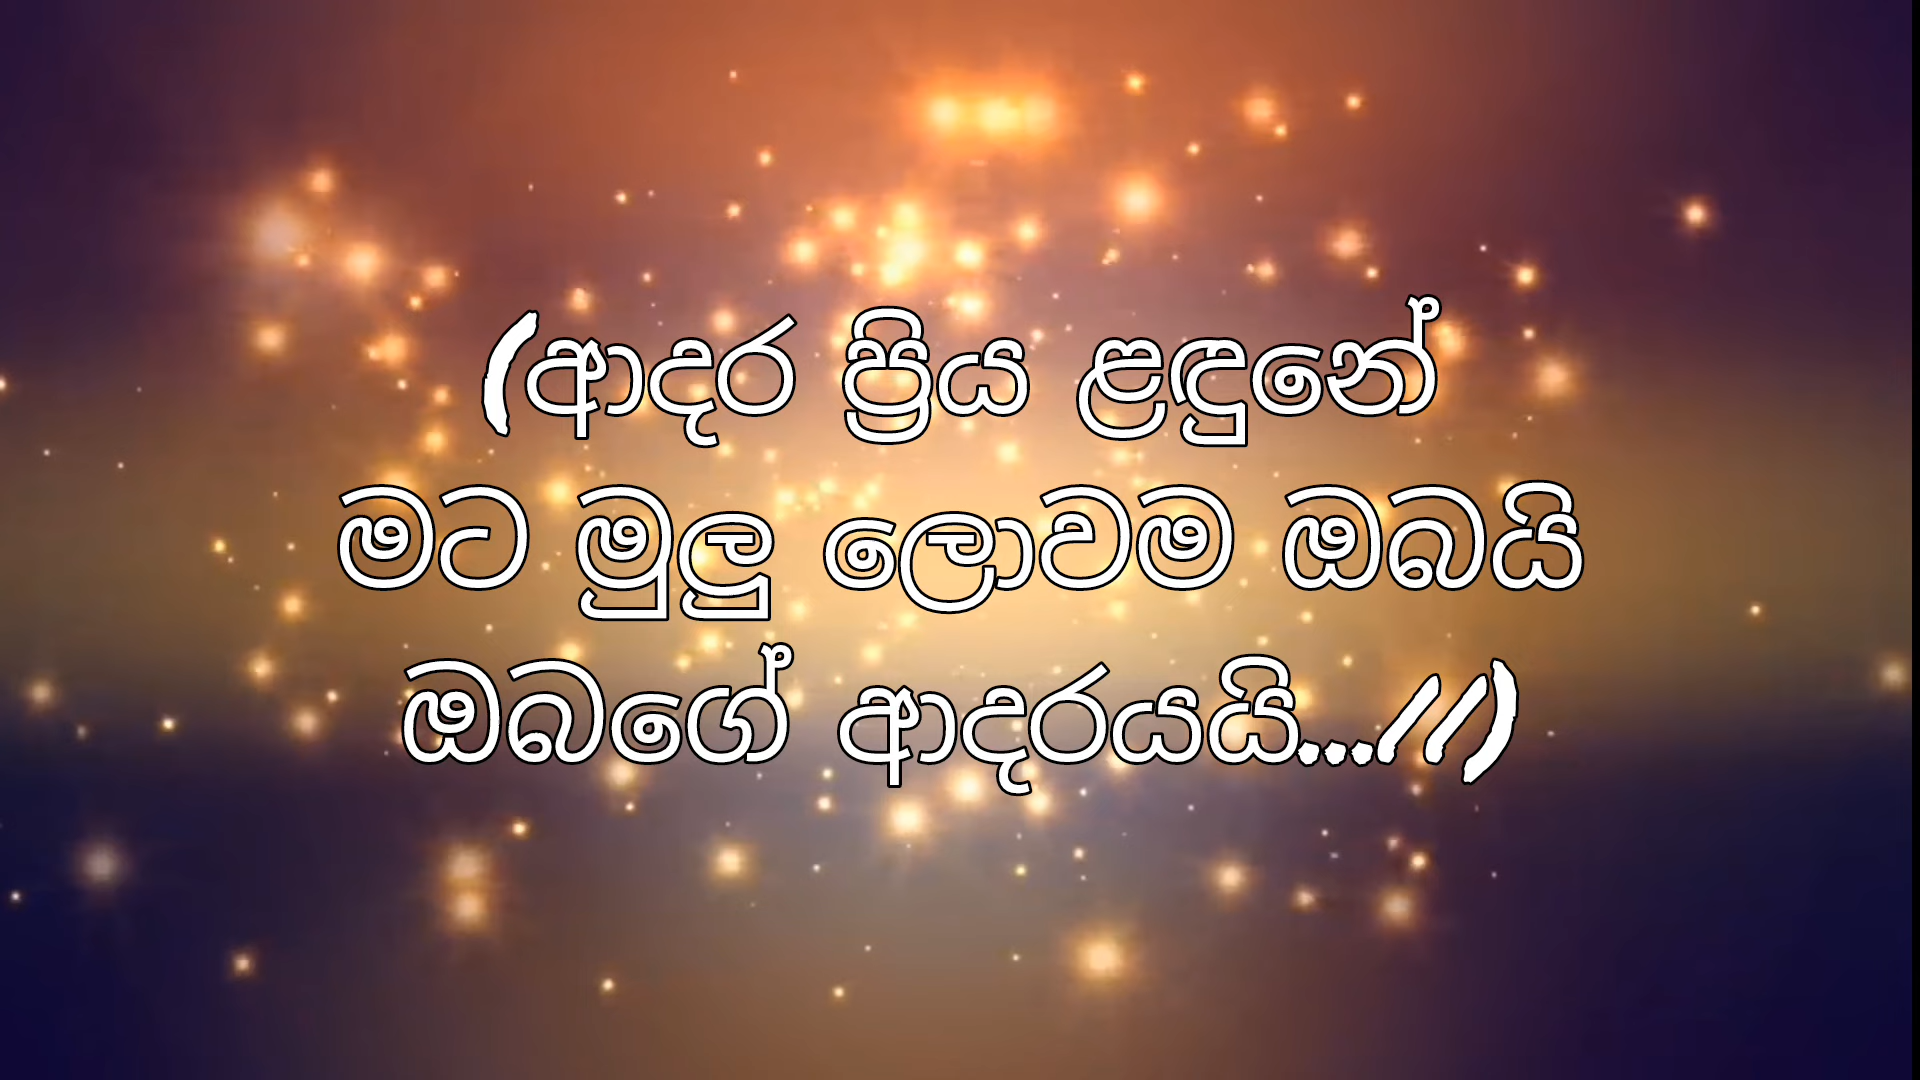 (ආදර ප්‍රිය ළඳුනේ
මට මුලු ලොවම ඔබයි
ඔබගේ ආදරයයි...//)